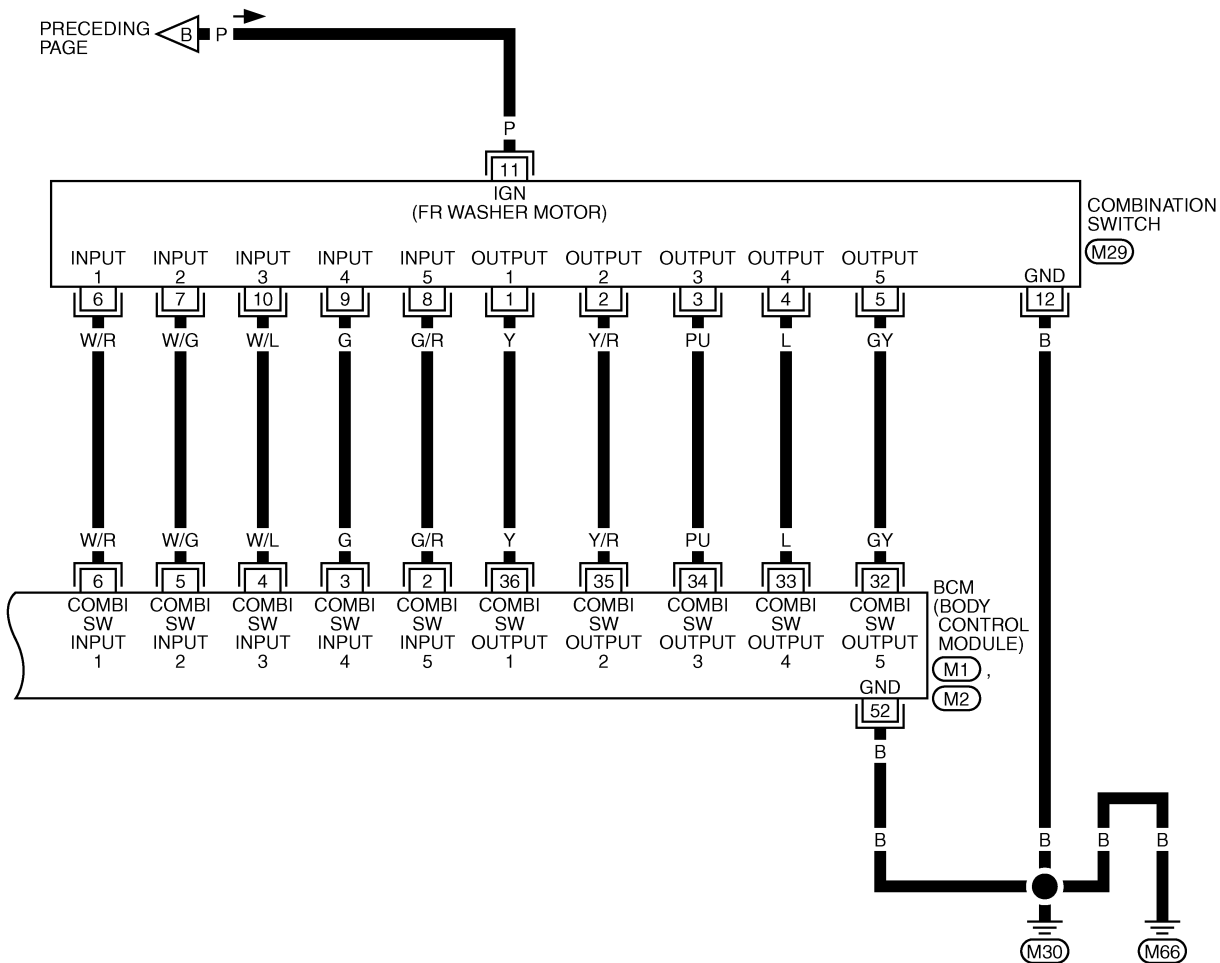 PRECEDING
PAGE
B P
P
11
IGN
(FR WASHER MOTOR)
COMBINATION
SWITCH
M29
INPUT INPUT INPUT INPUT INPUT OUTPUT OUTPUT OUTPUT OUTPUT OUTPUT
1 2 3 4 5 1 2 3 4 5 GND
6 7 10 9 8 1 2 3 4 5 12
W/R W/G W/L G G/R Y Y/R PU L GY B
W/R W/G W/L G G/R Y Y/R PU L GY
6 5 4 3 2 36 35 34 33 32
COMBI COMBI COMBI COMBI COMBI COMBI COMBI COMBI COMBI COMBI
SW SW SW SW SW SW SW SW SW SW
INPUT INPUT INPUT INPUT INPUT OUTPUT OUTPUT OUTPUT OUTPUT OUTPUT
1 2 3 4 5 1 2 3 4 5
BCM
(BODY
CONTROL
MODULE)
M1 ,
M2
GND
52
B
B B B B
M30 M66